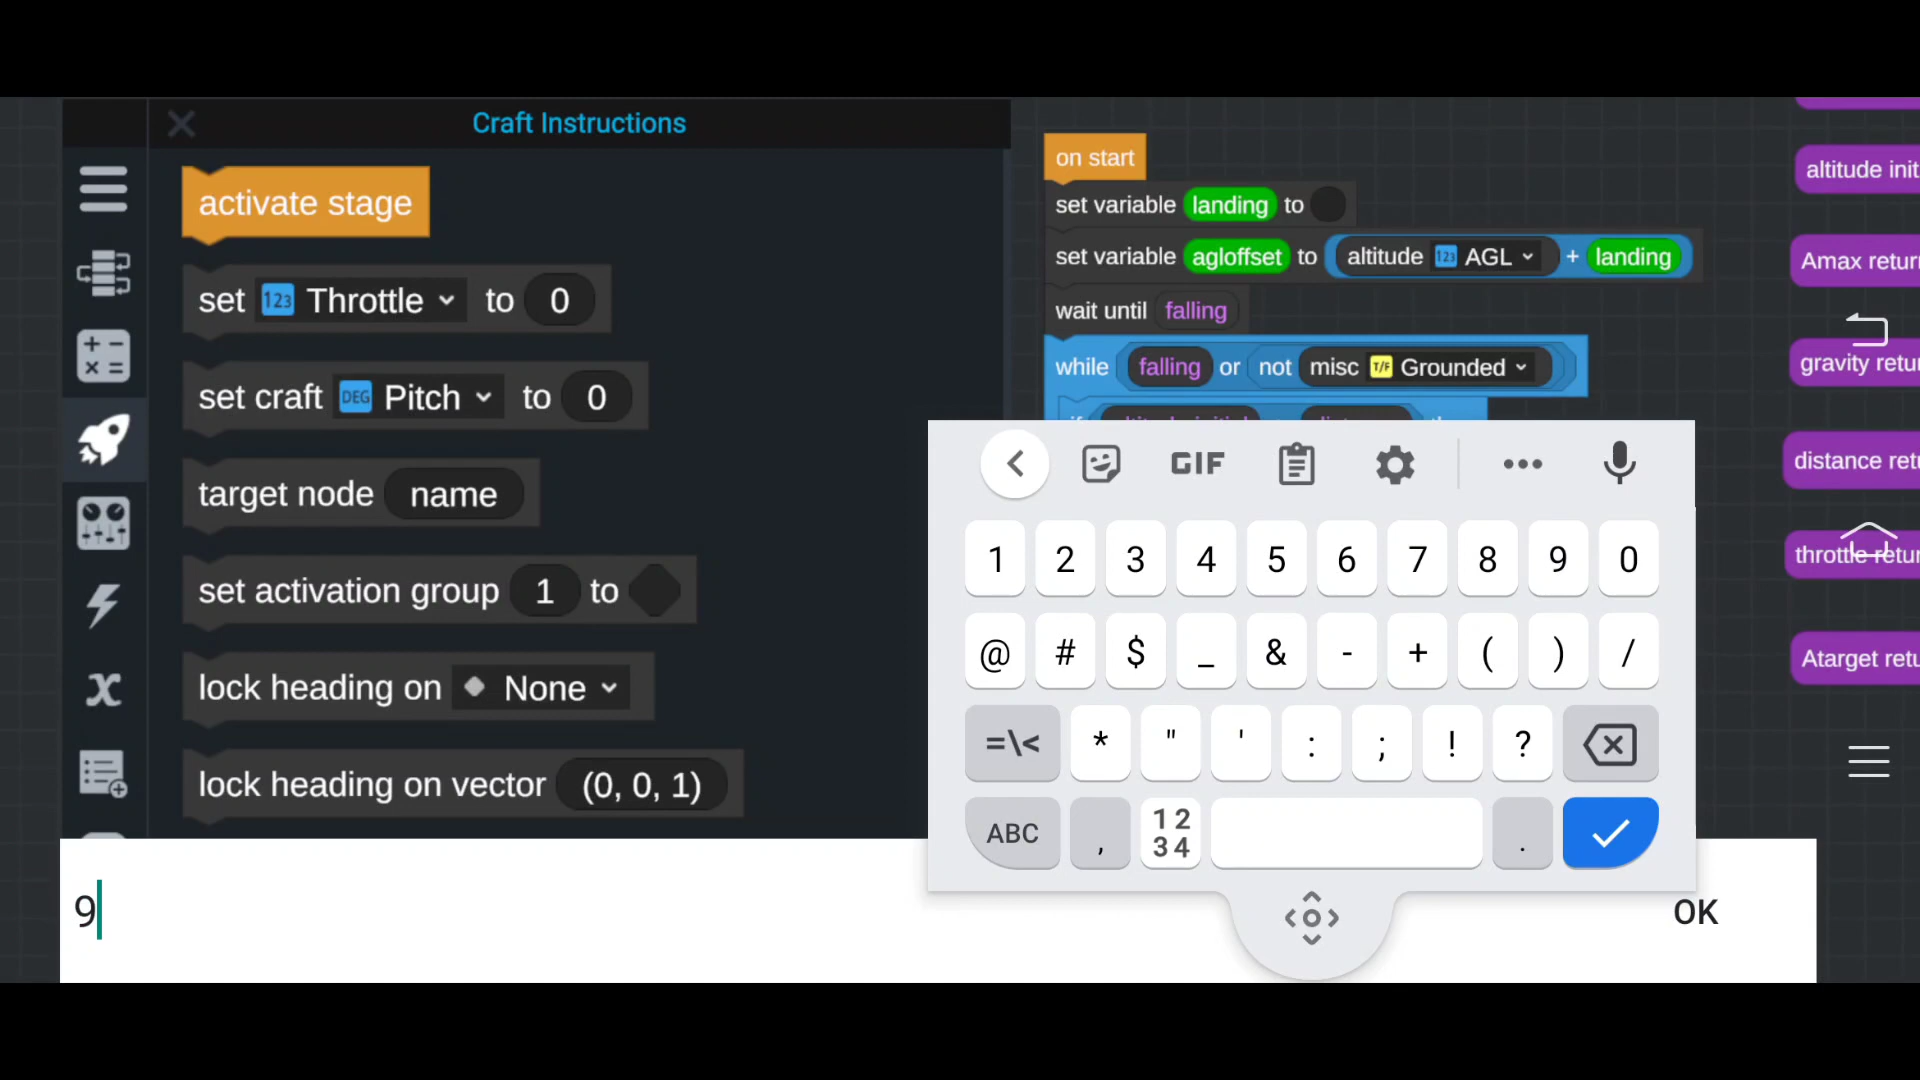 Craft Instructions
activate stage
set 123 Throttle to 0
set craft DEG Pitch to 0
target node name
set activation group 1 to
lock heading on None
lock heading on vector (0, 0, 1)
on start
set variable landing to
set variable agloffset to altitude 123 AGL + landing
wait until falling
while falling or not misc T/F Grounded
altitude init
Amax return
gravity retur
distance retu
throttle retur
Atarget retu
GIF
1 2 3 4 5 6 7 8 9 0
@ # $ _ & - + ( ) /
=\< * " ' : ; ! ?
ABC , 12 34 .
9
OK